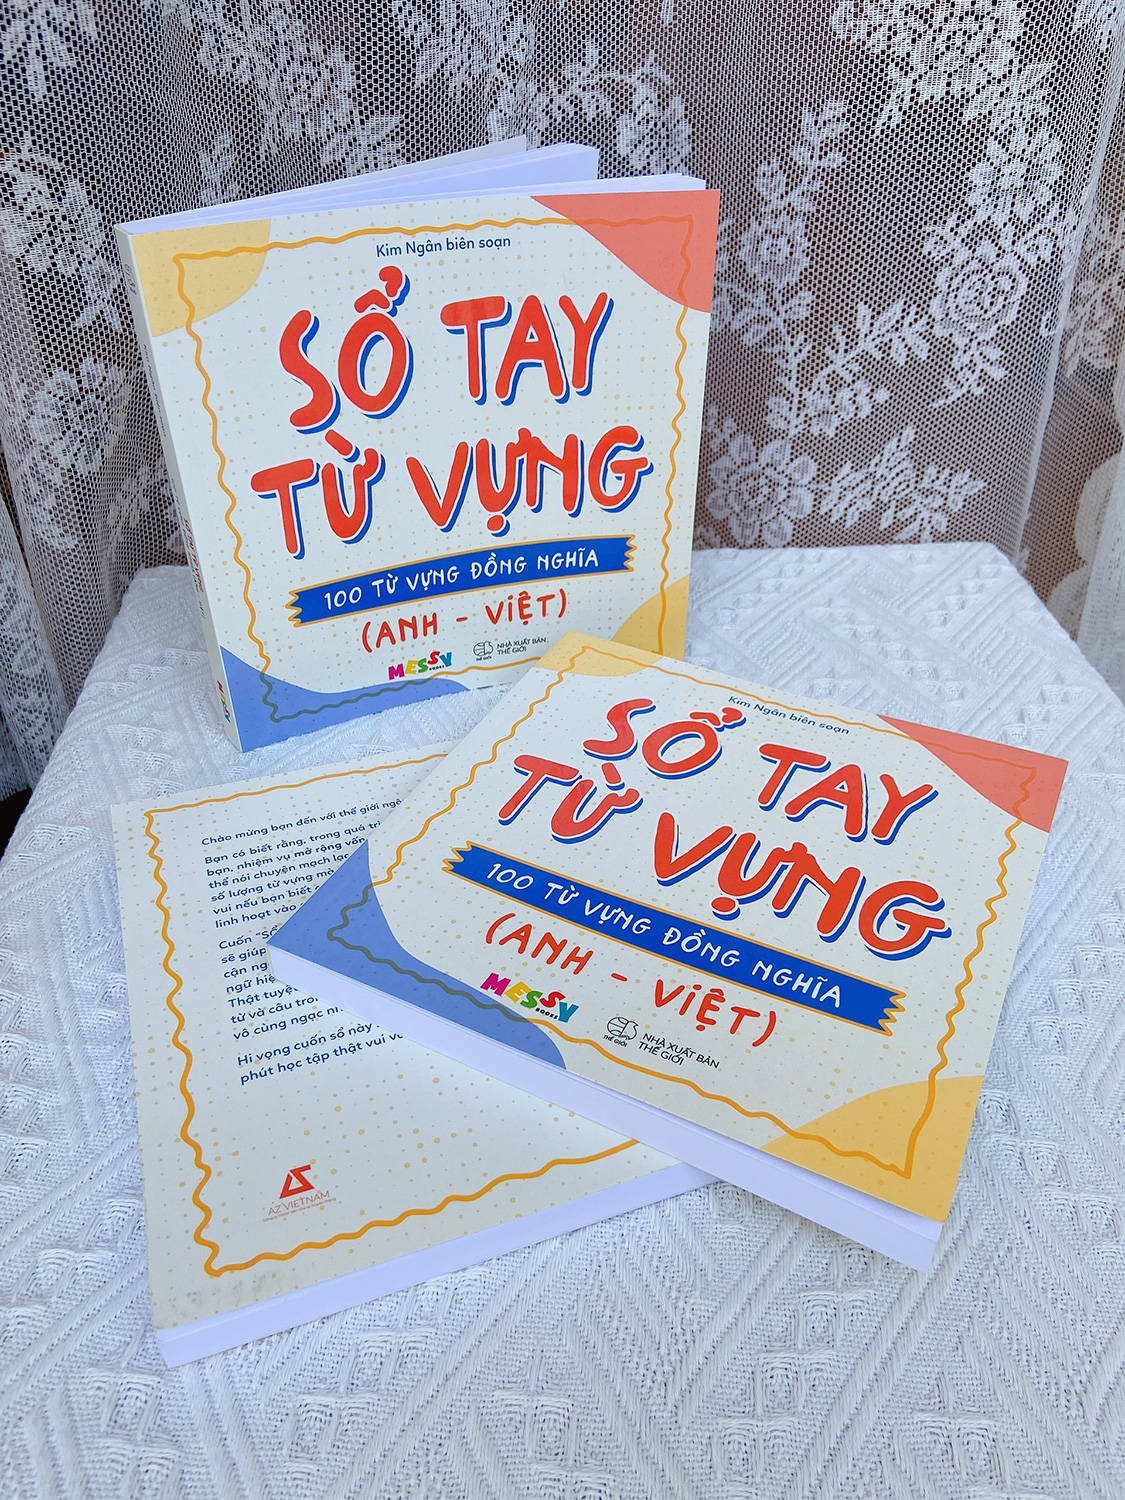 Kim Ngân biên soạn
SỔ TAY
TỪ VỰNG
100 TỪ VỰNG ĐỒNG NGHĨA
(ANH - VIỆT)
MESSY
BOOKS
THẾ GIỚI
NHÀ XUẤT BẢN
THẾ GIỚI
Kim Ngân biên soạn
SỔ TAY
TỪ VỰNG
100 TỪ VỰNG ĐỒNG NGHĨA
(ANH - VIỆT)
MESSY
BOOKS
THẾ GIỚI
NHÀ XUẤT BẢN
THẾ GIỚI
Chào mừng bạn đến với thế giới
Bạn có biết rằng, trong quá
bạn, nhiệm vụ mở rộng vốn
thể nói chuyện mạch lạc
số lượng từ vựng mà
vui nếu bạn biết
linh hoạt vào
Cuốn
sẽ giúp
cận
ngữ
Thật
từ và câu
vô cùng ngạc
Hi vọng cuốn sổ này
phút học tập thật vui
AZ VIETNAM